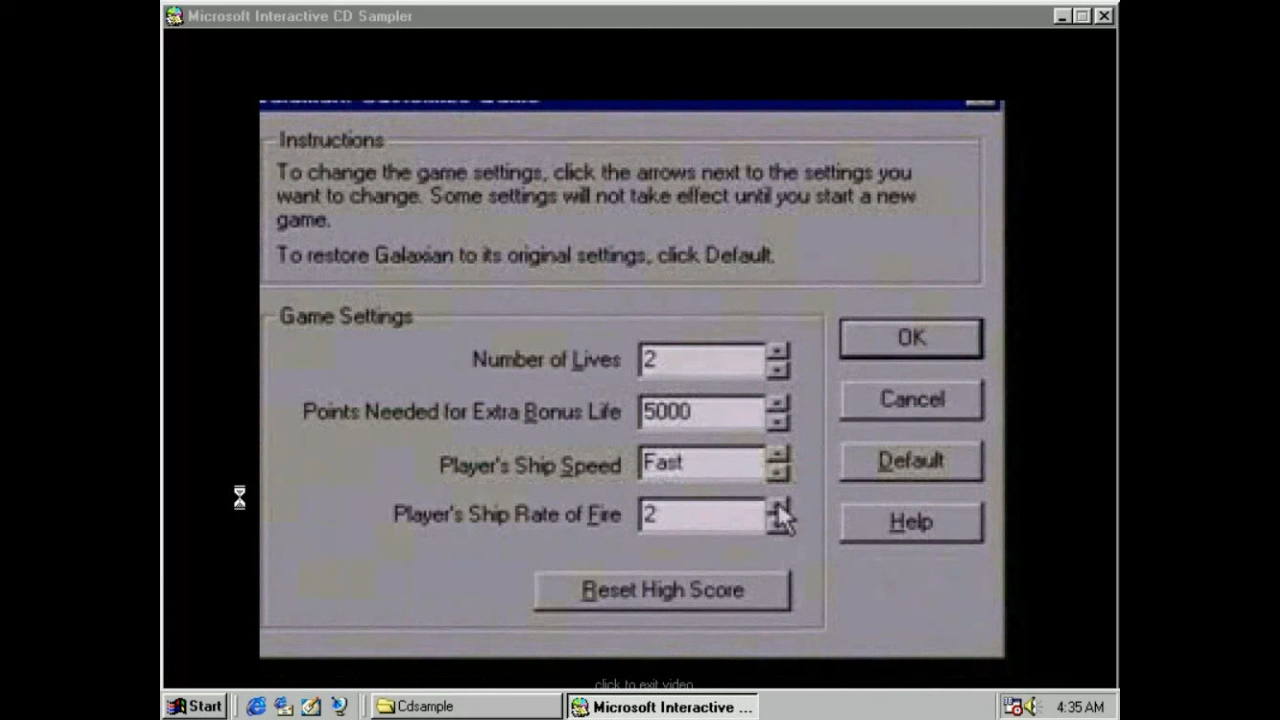 Microsoft Interactive CD Sampler
Instructions
To change the game settings, click the arrows next to the settings you
want to change. Some settings will not take effect until you start a new
game.
To restore Galaxian to its original settings, click Default.
Game Settings
Number of Lives 2
Points Needed for Extra Bonus Life 5000
Player's Ship Speed Fast
Player's Ship Rate of Fire 2
Reset High Score
OK
Cancel
Default
Help
click to exit video
Start
Cdsample
Microsoft Interactive ...
4:35 AM